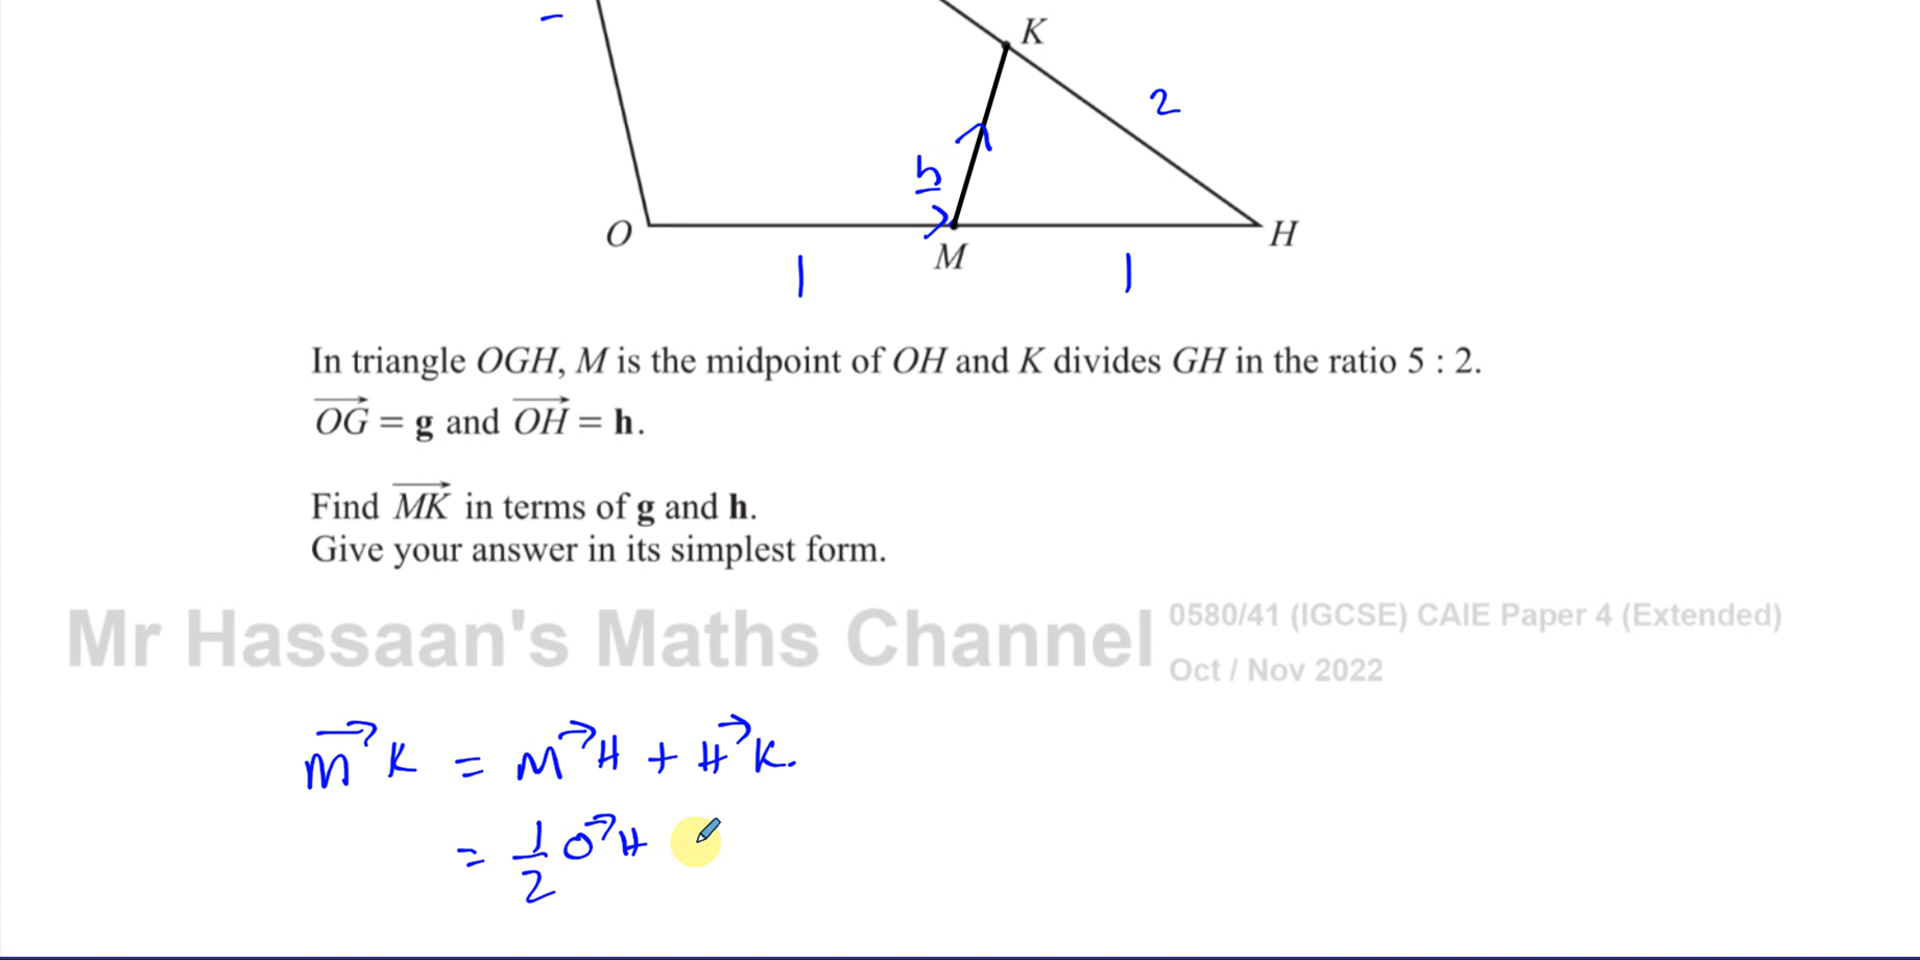 K
2
h
O
M
H
1
1
In triangle OGH, M is the midpoint of OH and K divides GH in the ratio 5 : 2.
OG = g and OH = h.
Find MK in terms of g and h.
Give your answer in its simplest form.
Mr Hassaan's Maths Channel
0580/41 (IGCSE) CAIE Paper 4 (Extended)
Oct / Nov 2022
MK = MH + HK.
= 1/2 OH